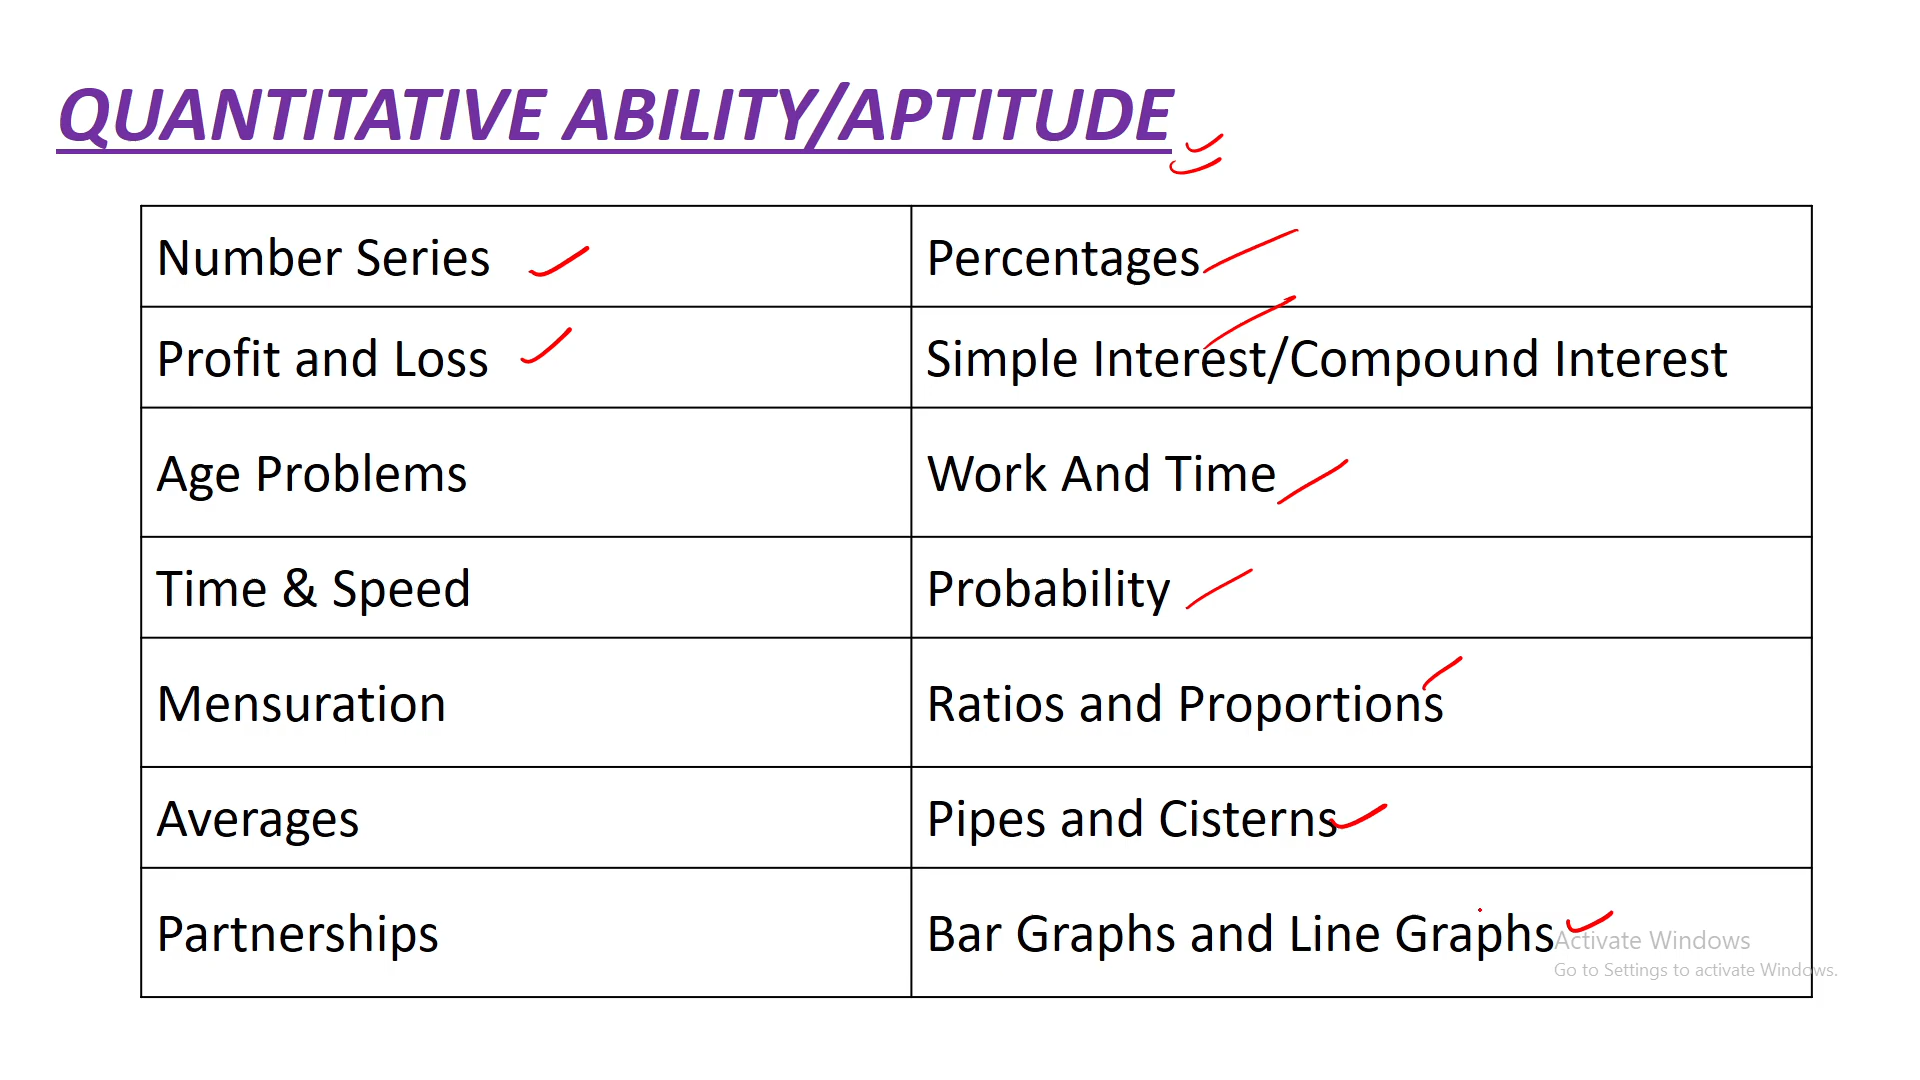 QUANTITATIVE ABILITY/APTITUDE
Number Series
Percentages
Profit and Loss
Simple Interest/Compound Interest
Age Problems
Work And Time
Time & Speed
Probability
Mensuration
Ratios and Proportions
Averages
Pipes and Cisterns
Partnerships
Bar Graphs and Line Graphs
Activate Windows
Go to Settings to activate Windows.